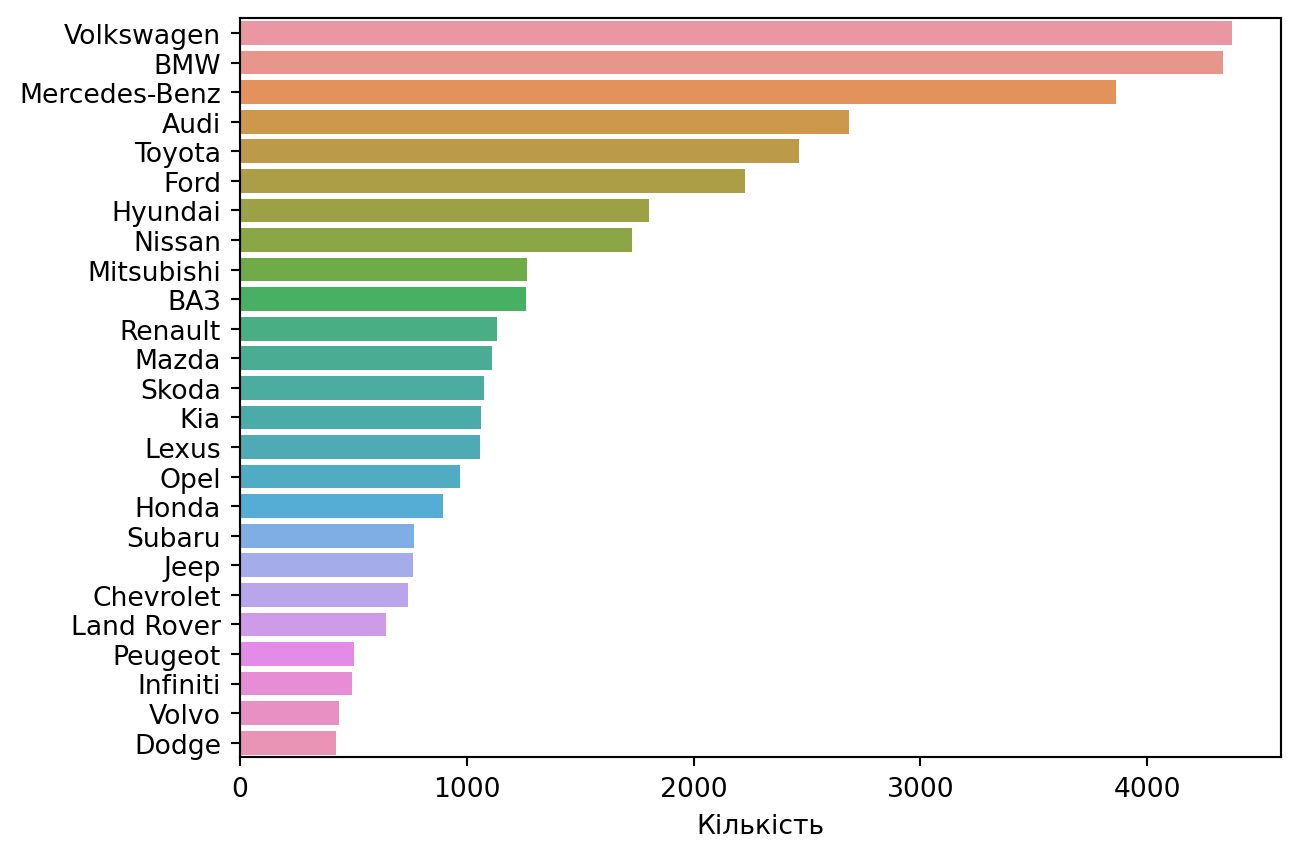 Volkswagen
BMW
Mercedes-Benz
Audi
Toyota
Ford
Hyundai
Nissan
Mitsubishi
ВАЗ
Renault
Mazda
Skoda
Kia
Lexus
Opel
Honda
Subaru
Jeep
Chevrolet
Land Rover
Peugeot
Infiniti
Volvo
Dodge
0 1000 2000 3000 4000
Кількість